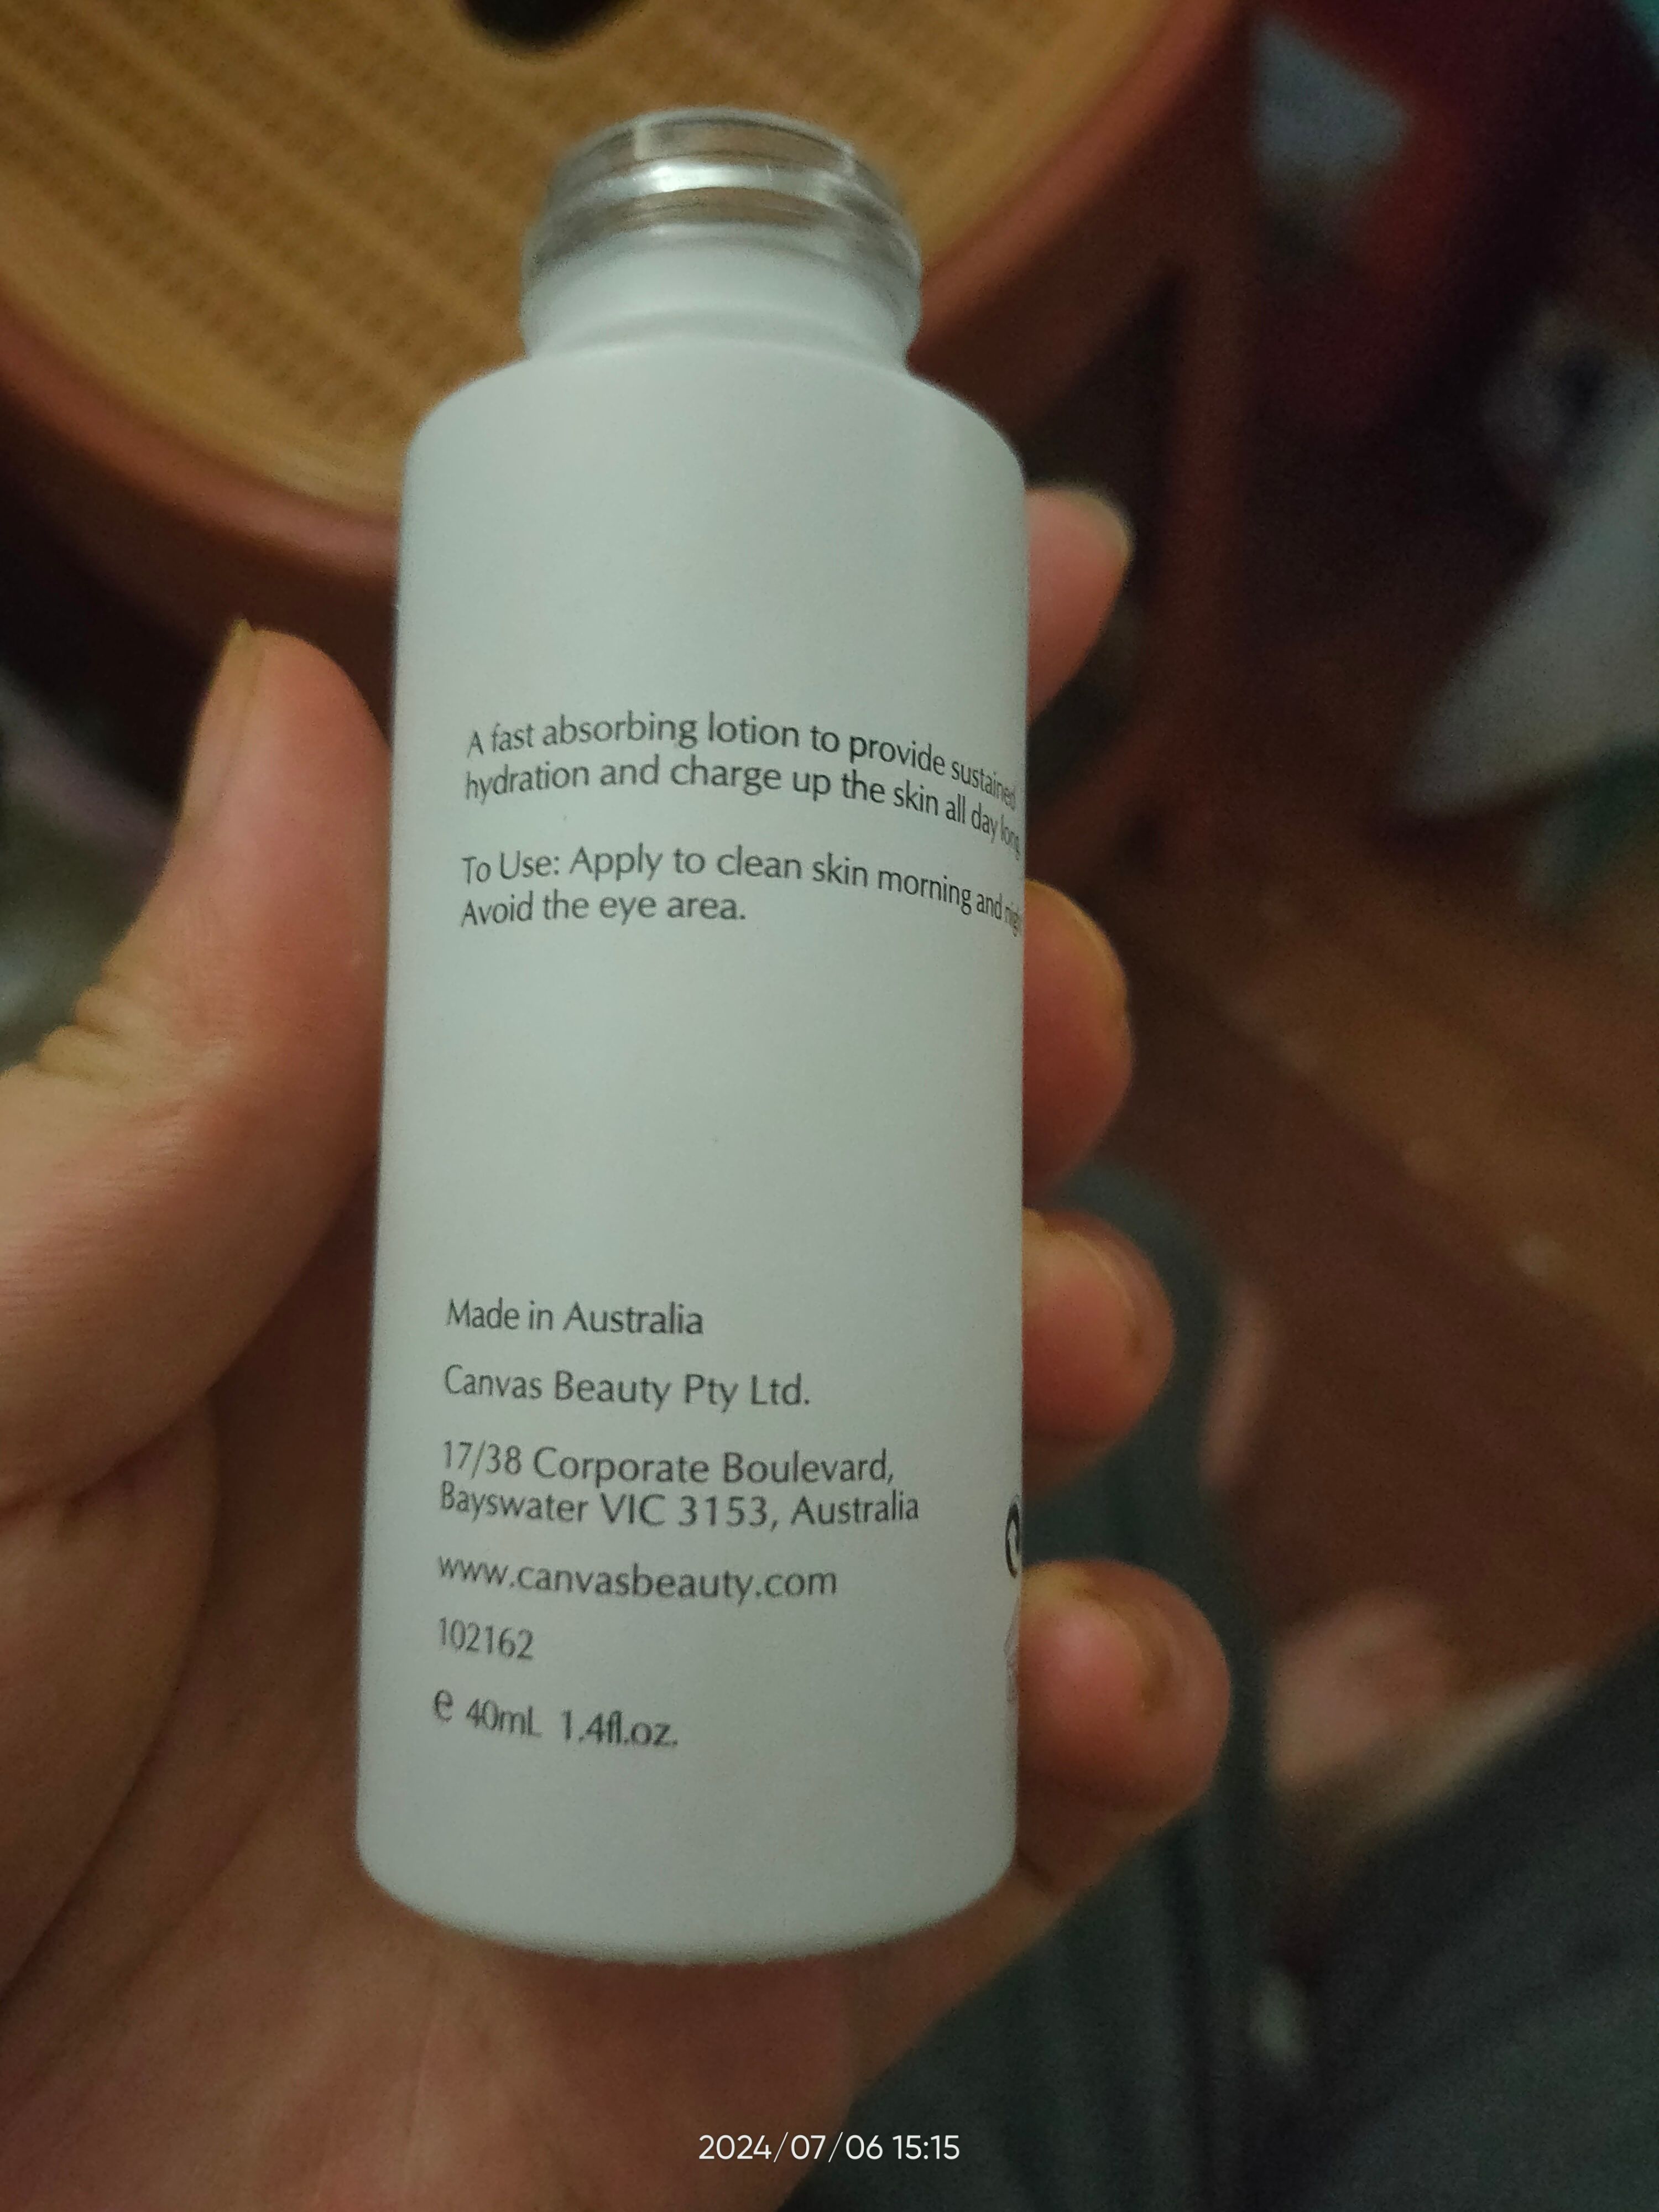 A fast absorbing lotion to provide sustained
hydration and charge up the skin all day long
To Use: Apply to clean skin morning and
Avoid the eye area.
Made in Australia
Canvas Beauty Pty Ltd.
17/38 Corporate Boulevard,
Bayswater VIC 3153, Australia
www.canvasbeauty.com
102162
e 40mL 1.4fl.oz.
2024/07/06 15:15